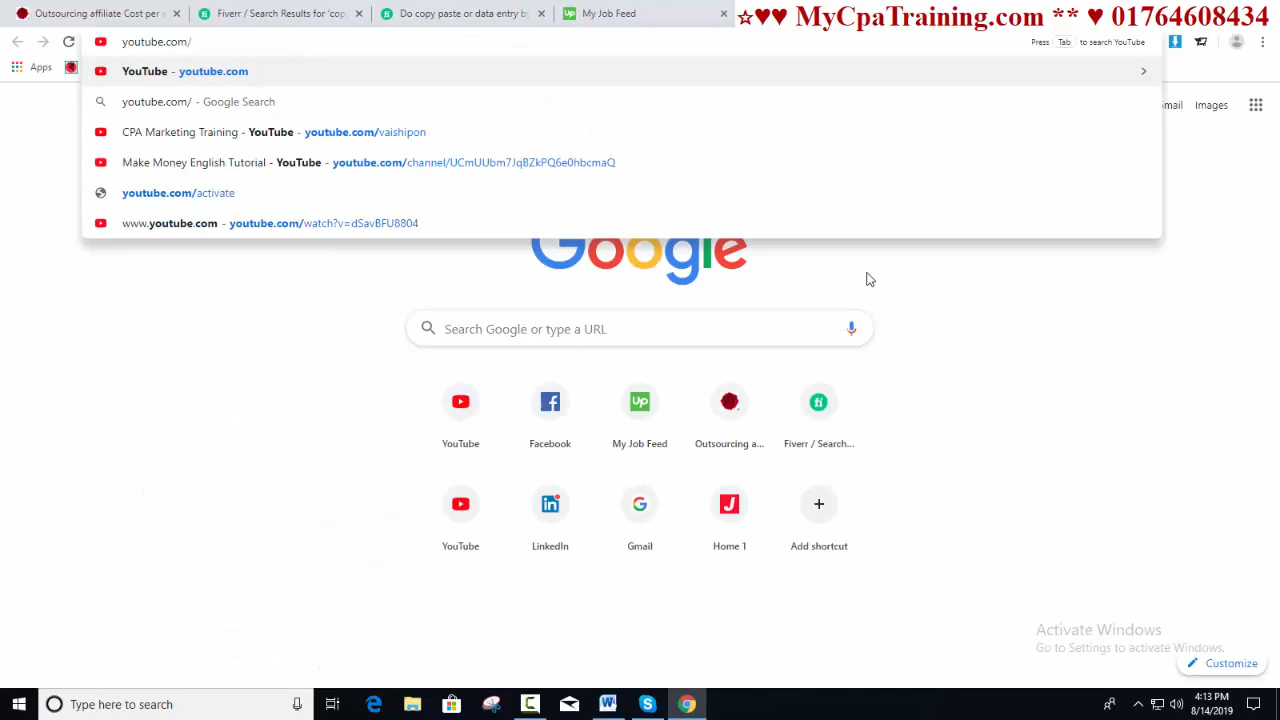 Outsourcing affiliate Cost per
Fiverr / Search Results for 'cop
Do copy paste or data entry by
My Job Feed
☆♥♥ MyCpaTraining.com ** ♥ 01764608434
youtube.com/
Press Tab to search YouTube
Apps
YouTube - youtube.com
youtube.com/ - Google Search
CPA Marketing Training - YouTube - youtube.com/vaishipon
Make Money English Tutorial - YouTube - youtube.com/channel/UCmUUbm7JqBZkPQ6e0hbcmaQ
youtube.com/activate
www.youtube.com - youtube.com/watch?v=dSavBFU8804
mail
Images
Google
Search Google or type a URL
YouTube
Facebook
My Job Feed
Outsourcing a...
Fiverr / Search...
YouTube
LinkedIn
Gmail
Home 1
Add shortcut
Activate Windows
Go to Settings to activate Windows.
Customize
Type here to search
4:13 PM
8/14/2019